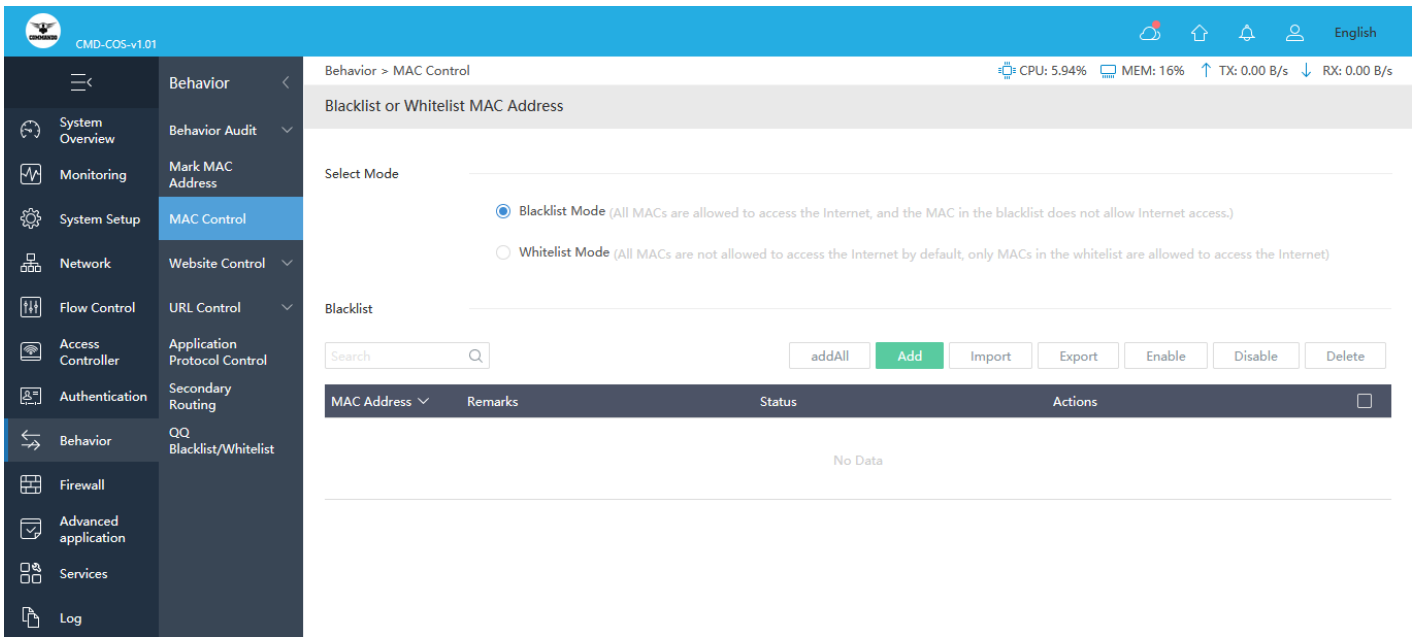 COMMANDO
CMD-COS-v1.01
English
Behavior
Behavior > MAC Control
CPU: 5.94%
MEM: 16%
TX: 0.00 B/s
RX: 0.00 B/s
Blacklist or Whitelist MAC Address
System
Overview
Monitoring
System Setup
Network
Flow Control
Access
Controller
Authentication
Behavior
Firewall
Advanced
application
Services
Log
Behavior Audit
Mark MAC
Address
MAC Control
Website Control
URL Control
Application
Protocol Control
Secondary
Routing
QQ
Blacklist/Whitelist
Select Mode
Blacklist Mode (All MACs are allowed to access the Internet, and the MAC in the blacklist does not allow Internet access.)
Whitelist Mode (All MACs are not allowed to access the Internet by default, only MACs in the whitelist are allowed to access the Internet)
Blacklist
Search
addAll
Add
Import
Export
Enable
Disable
Delete
MAC Address
Remarks
Status
Actions
No Data